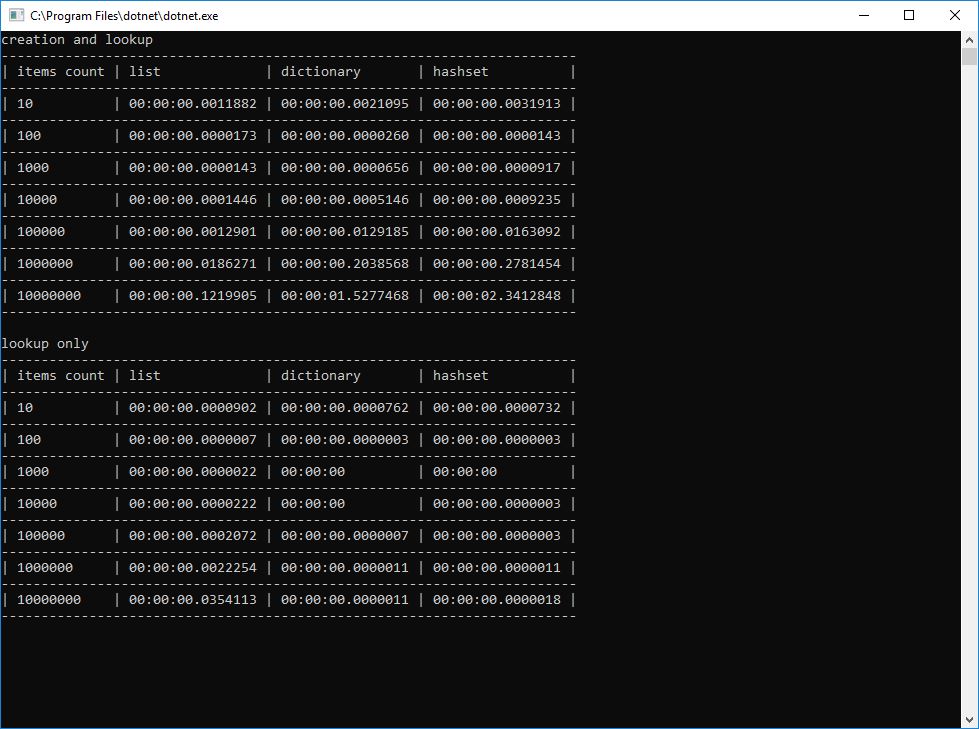 C:\Program Files\dotnet\dotnet.exe
creation and lookup
------------------------------------------------------------------------
| items count | list             | dictionary       | hashset          |
------------------------------------------------------------------------
| 10          | 00:00:00.0011882 | 00:00:00.0021095 | 00:00:00.0031913 |
------------------------------------------------------------------------
| 100         | 00:00:00.0000173 | 00:00:00.0000260 | 00:00:00.0000143 |
------------------------------------------------------------------------
| 1000        | 00:00:00.0000143 | 00:00:00.0000656 | 00:00:00.0000917 |
------------------------------------------------------------------------
| 10000       | 00:00:00.0001446 | 00:00:00.0005146 | 00:00:00.0009235 |
------------------------------------------------------------------------
| 100000      | 00:00:00.0012901 | 00:00:00.0129185 | 00:00:00.0163092 |
------------------------------------------------------------------------
| 1000000     | 00:00:00.0186271 | 00:00:00.2038568 | 00:00:00.2781454 |
------------------------------------------------------------------------
| 10000000    | 00:00:00.1219905 | 00:00:01.5277468 | 00:00:02.3412848 |
------------------------------------------------------------------------
lookup only
------------------------------------------------------------------------
| items count | list             | dictionary       | hashset          |
------------------------------------------------------------------------
| 10          | 00:00:00.0000902 | 00:00:00.0000762 | 00:00:00.0000732 |
------------------------------------------------------------------------
| 100         | 00:00:00.0000007 | 00:00:00.0000003 | 00:00:00.0000003 |
------------------------------------------------------------------------
| 1000        | 00:00:00.0000022 | 00:00:00         | 00:00:00         |
------------------------------------------------------------------------
| 10000       | 00:00:00.0000222 | 00:00:00         | 00:00:00.0000003 |
------------------------------------------------------------------------
| 100000      | 00:00:00.0002072 | 00:00:00.0000007 | 00:00:00.0000003 |
------------------------------------------------------------------------
| 1000000     | 00:00:00.0022254 | 00:00:00.0000011 | 00:00:00.0000011 |
------------------------------------------------------------------------
| 10000000    | 00:00:00.0354113 | 00:00:00.0000011 | 00:00:00.0000018 |
------------------------------------------------------------------------